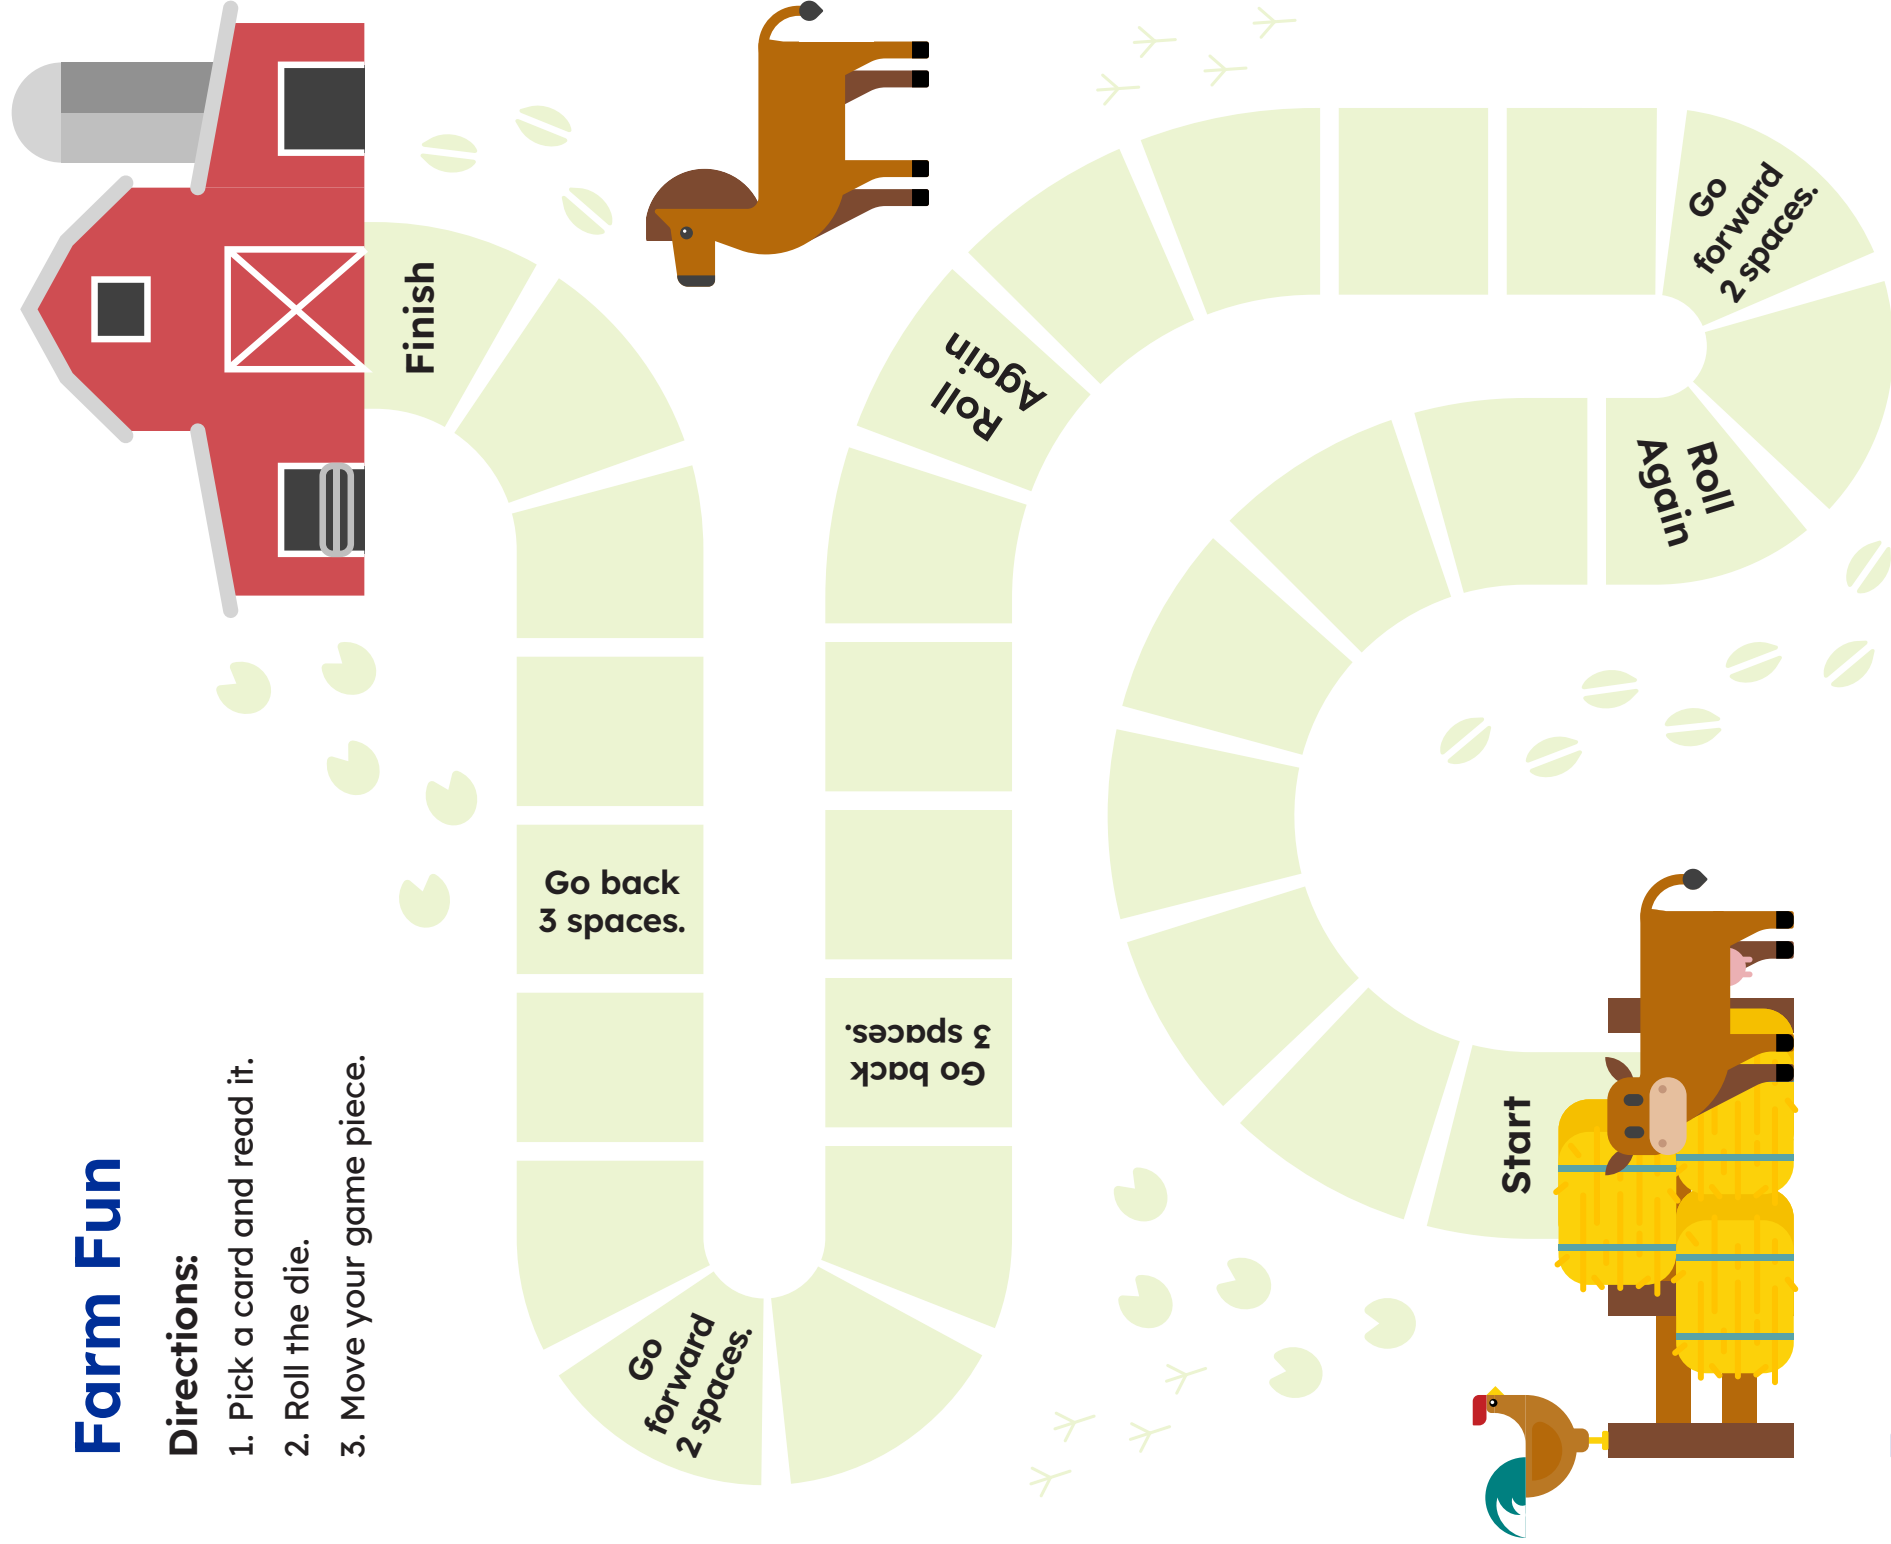 Farm Fun
Directions:
1. Pick a card and read it.
2. Roll the die.
3. Move your game piece.
Start
Roll
Again
Go
forward
2 spaces.
Roll
Again
Go back
3 spaces.
Go
forward
2 spaces.
Go back
3 spaces.
Finish